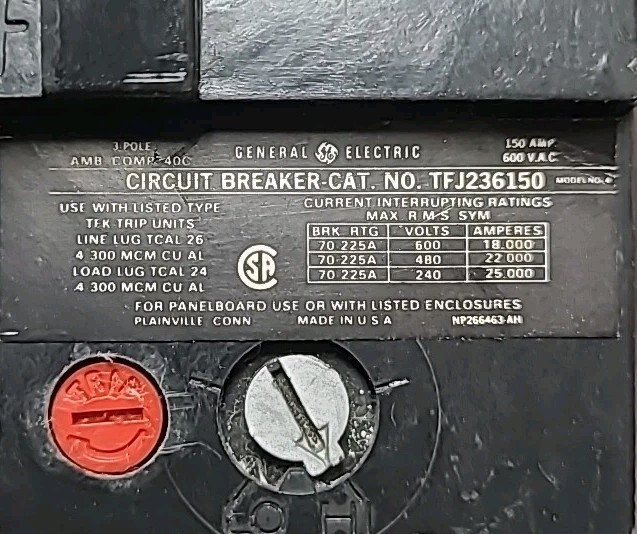 3 POLE
AMB COMP-40C
GENERAL GE ELECTRIC
150 AMP
600 V.A.C
CIRCUIT BREAKER-CAT. NO. TFJ236150 MODEL NO.
USE WITH LISTED TYPE
TEK TRIP UNITS
LINE LUG TCAL 26
4 300 MCM CU AL
LOAD LUG TCAL 24
4 300 MCM CU AL
SA
CURRENT INTERRUPTING RATINGS
MAX R M S SYM
BRK. RTG VOLTS AMPERES
70-225A 600 18.000
70-225A 480 22 000
70-225A 240 25.000
FOR PANELBOARD USE OR WITH LISTED ENCLOSURES
PLAINVILLE CONN MADE IN U S A NP266463-AH